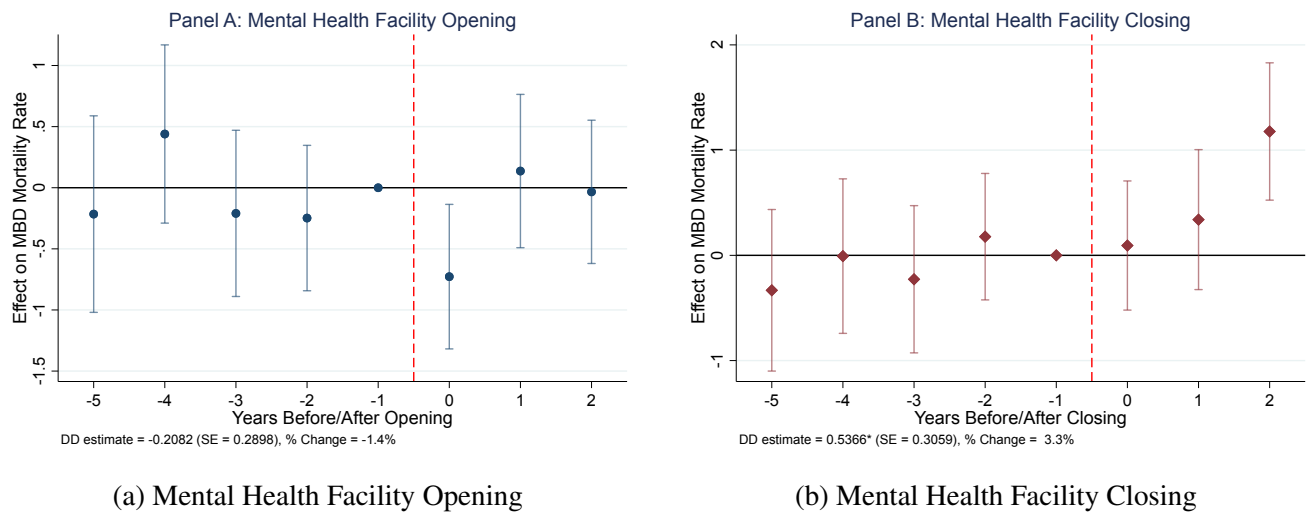 Panel A: Mental Health Facility Opening
Effect on MBD Mortality Rate
1
.5
0
-.5
-1
-1.5
-5 -4 -3 -2 -1 0 1 2
Years Before/After Opening
DD estimate = -0.2082 (SE = 0.2898), % Change = -1.4%
(a) Mental Health Facility Opening
Panel B: Mental Health Facility Closing
Effect on MBD Mortality Rate
2
1
0
-1
-5 -4 -3 -2 -1 0 1 2
Years Before/After Closing
DD estimate = 0.5366* (SE = 0.3059), % Change = 3.3%
(b) Mental Health Facility Closing